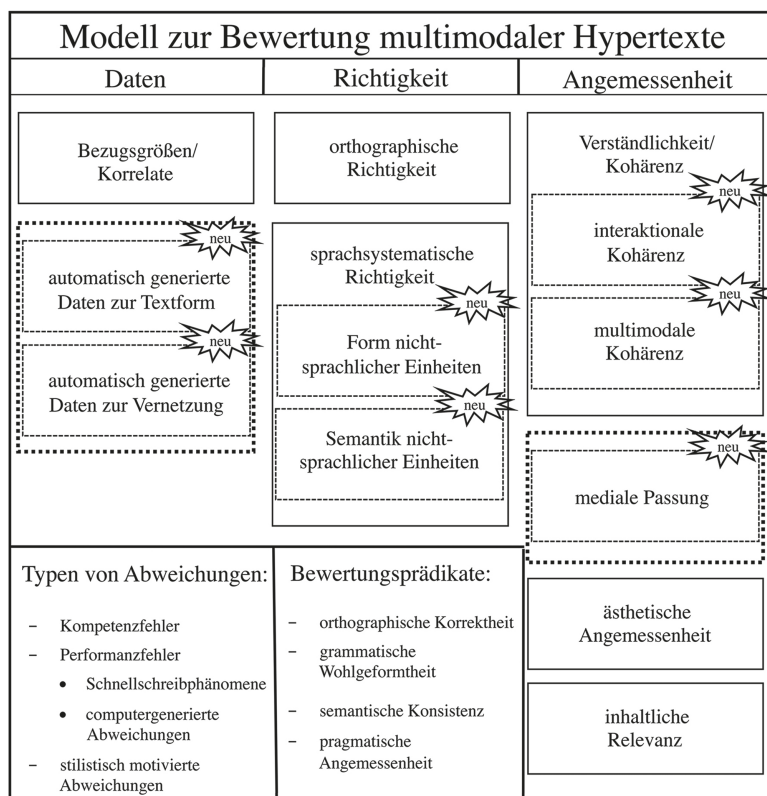 Modell zur Bewertung multimodaler Hypertexte
Daten
Richtigkeit
Angemessenheit
Bezugsgrößen/
Korrelate
neu
automatisch generierte
Daten zur Textform
neu
automatisch generierte
Daten zur Vernetzung
orthographische
Richtigkeit
sprachsystematische
Richtigkeit
neu
Form nicht-
sprachlicher Einheiten
neu
Semantik nicht-
sprachlicher Einheiten
Verständlichkeit/
Kohärenz
neu
interaktionale
Kohärenz
neu
multimodale
Kohärenz
neu
mediale Passung
ästhetische
Angemessenheit
inhaltliche
Relevanz
Typen von Abweichungen:
– Kompetenzfehler
– Performanzfehler
• Schnellschreibphänomene
• computergenerierte
Abweichungen
– stilistisch motivierte
Abweichungen
Bewertungsprädikate:
– orthographische Korrektheit
– grammatische
Wohlgeformtheit
– semantische Konsistenz
– pragmatische
Angemessenheit